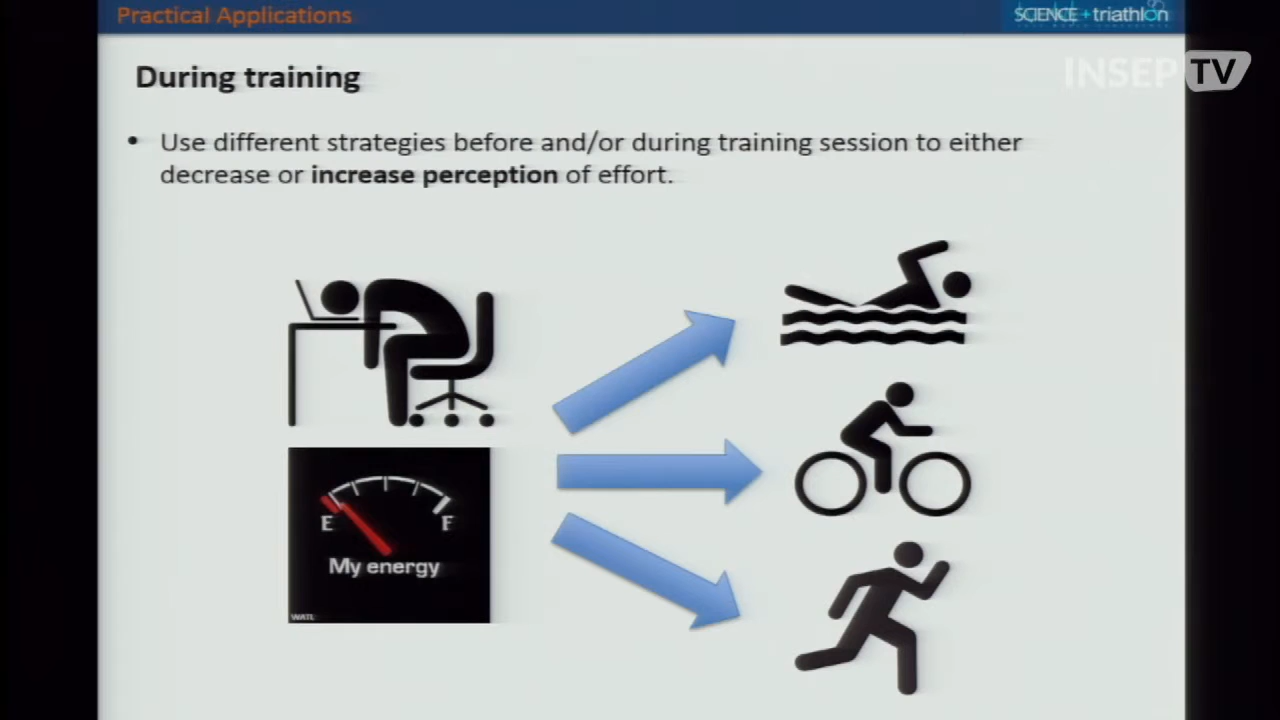 Practical Applications
SCIENCE+triathlon
INSEP TV
During training
• Use different strategies before and/or during training session to either
decrease or increase perception of effort.
E F
My energy